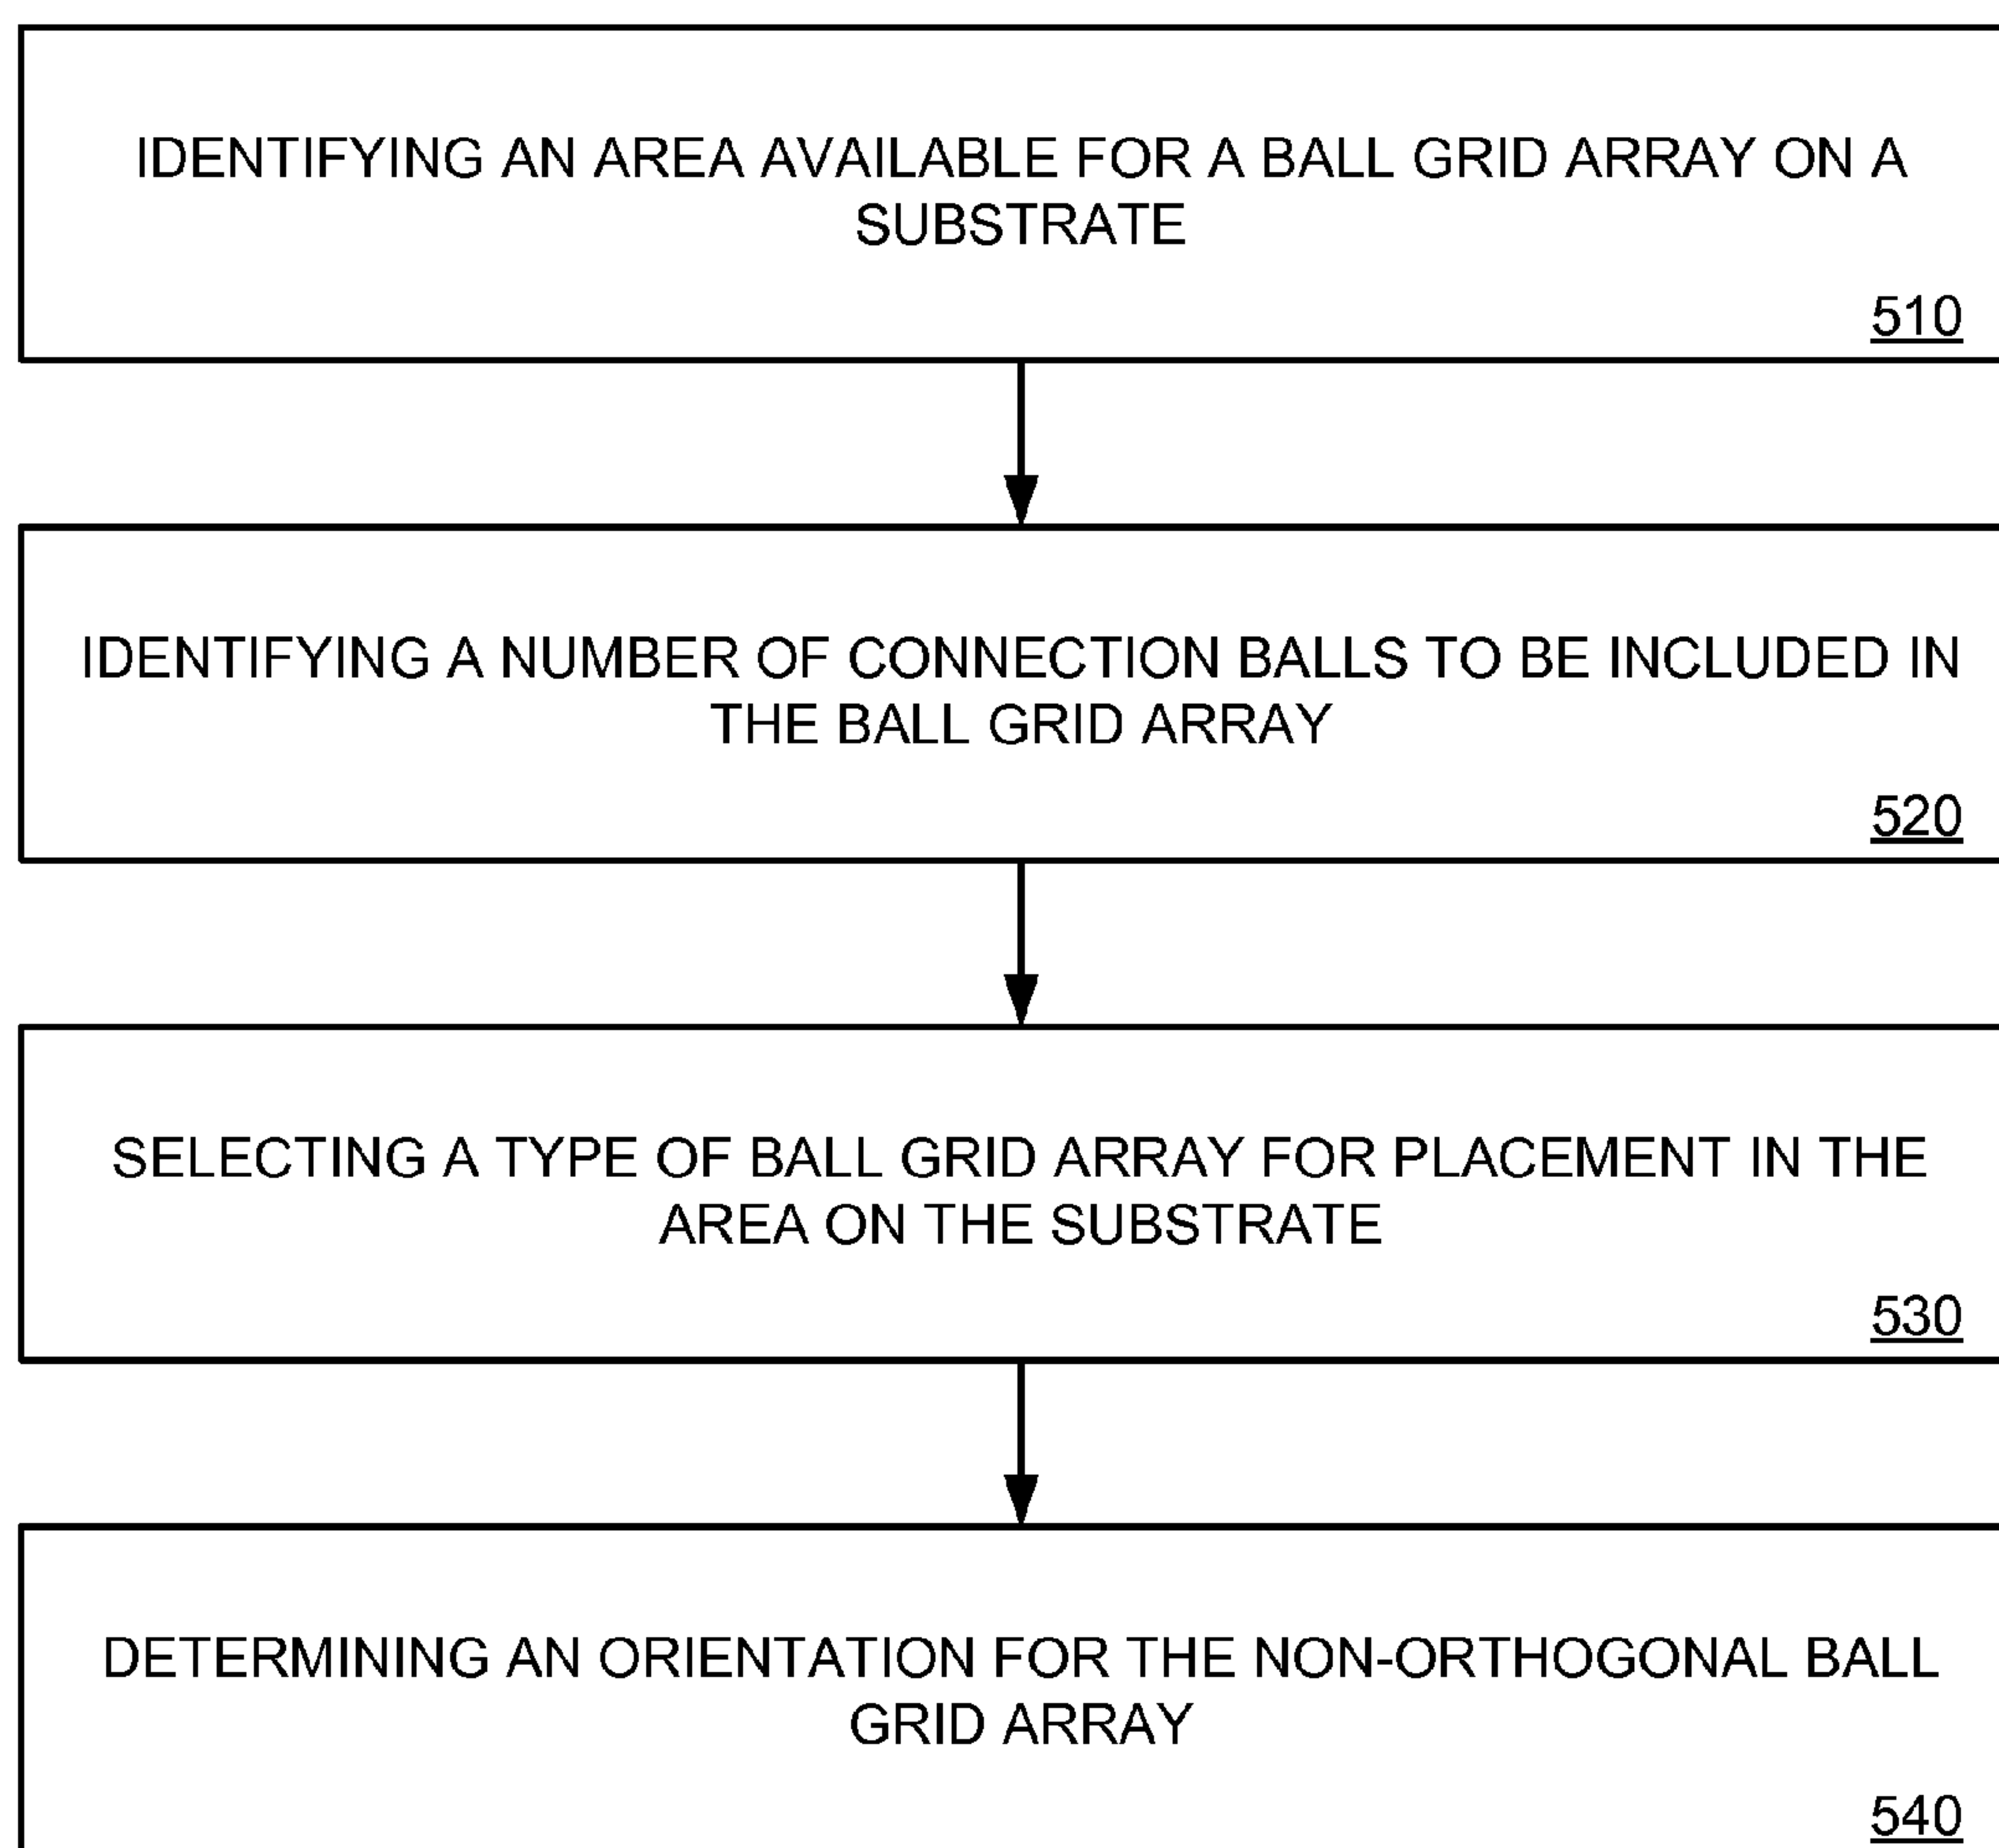 IDENTIFYING AN AREA AVAILABLE FOR A BALL GRID ARRAY ON A
SUBSTRATE
510
IDENTIFYING A NUMBER OF CONNECTION BALLS TO BE INCLUDED IN
THE BALL GRID ARRAY
520
SELECTING A TYPE OF BALL GRID ARRAY FOR PLACEMENT IN THE
AREA ON THE SUBSTRATE
530
DETERMINING AN ORIENTATION FOR THE NON-ORTHOGONAL BALL
GRID ARRAY
540